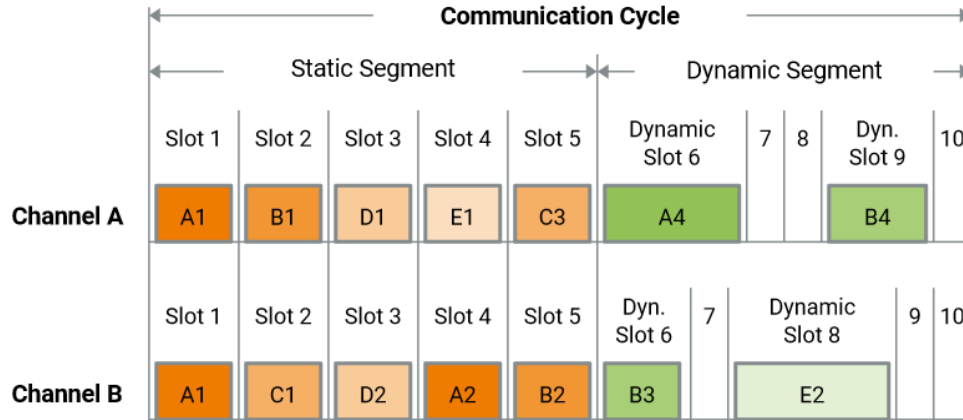 Communication Cycle
Static Segment
Dynamic Segment
Slot 1
Slot 2
Slot 3
Slot 4
Slot 5
Dynamic
Slot 6
7
8
Dyn.
Slot 9
10
Channel A
A1
B1
D1
E1
C3
A4
B4
Slot 1
Slot 2
Slot 3
Slot 4
Slot 5
Dyn.
Slot 6
7
Dynamic
Slot 8
9
10
Channel B
A1
C1
D2
A2
B2
B3
E2